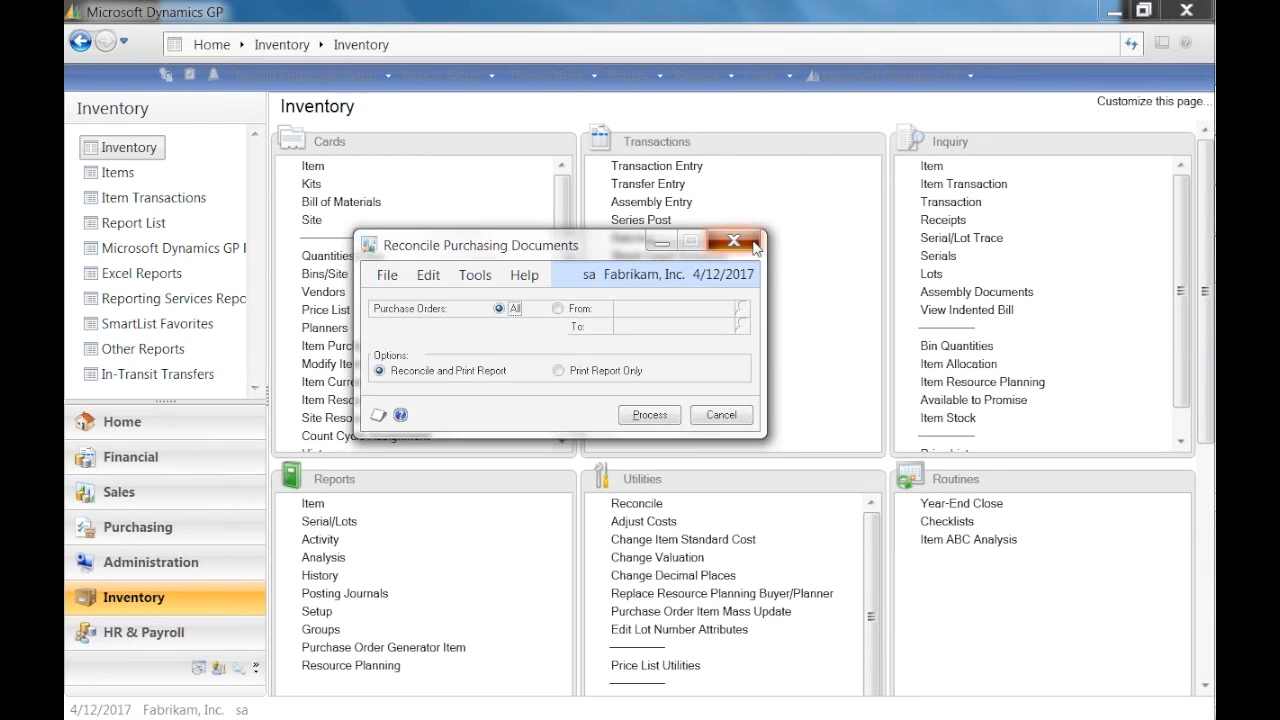 Microsoft Dynamics GP
Home Inventory Inventory
Inventory
Inventory
Items
Item Transactions
Report List
Microsoft Dynamics GP
Excel Reports
Reporting Services Repo
SmartList Favorites
Other Reports
In-Transit Transfers
Home
Financial
Sales
Purchasing
Administration
Inventory
HR & Payroll
4/12/2017 Fabrikam, Inc. sa
Inventory
Customize this page...
Cards
Item
Kits
Bill of Materials
Site
Quantities
Bins/Site
Vendors
Price List
Planners
Item Purc
Modify Ite
Item Curre
Item Reso
Site Reso
Transactions
Transaction Entry
Transfer Entry
Assembly Entry
Series Post
Inquiry
Item
Item Transaction
Transaction
Receipts
Serial/Lot Trace
Serials
Lots
Assembly Documents
View Indented Bill
Bin Quantities
Item Allocation
Item Resource Planning
Available to Promise
Item Stock
Reconcile Purchasing Documents
File Edit Tools Help sa Fabrikam, Inc. 4/12/2017
Purchase Orders: All From:
To:
Options:
Reconcile and Print Report Print Report Only
Process Cancel
Reports
Item
Serial/Lots
Activity
Analysis
History
Posting Journals
Setup
Groups
Purchase Order Generator Item
Resource Planning
Utilities
Reconcile
Adjust Costs
Change Item Standard Cost
Change Valuation
Change Decimal Places
Replace Resource Planning Buyer/Planner
Purchase Order Item Mass Update
Edit Lot Number Attributes
Price List Utilities
Routines
Year-End Close
Checklists
Item ABC Analysis